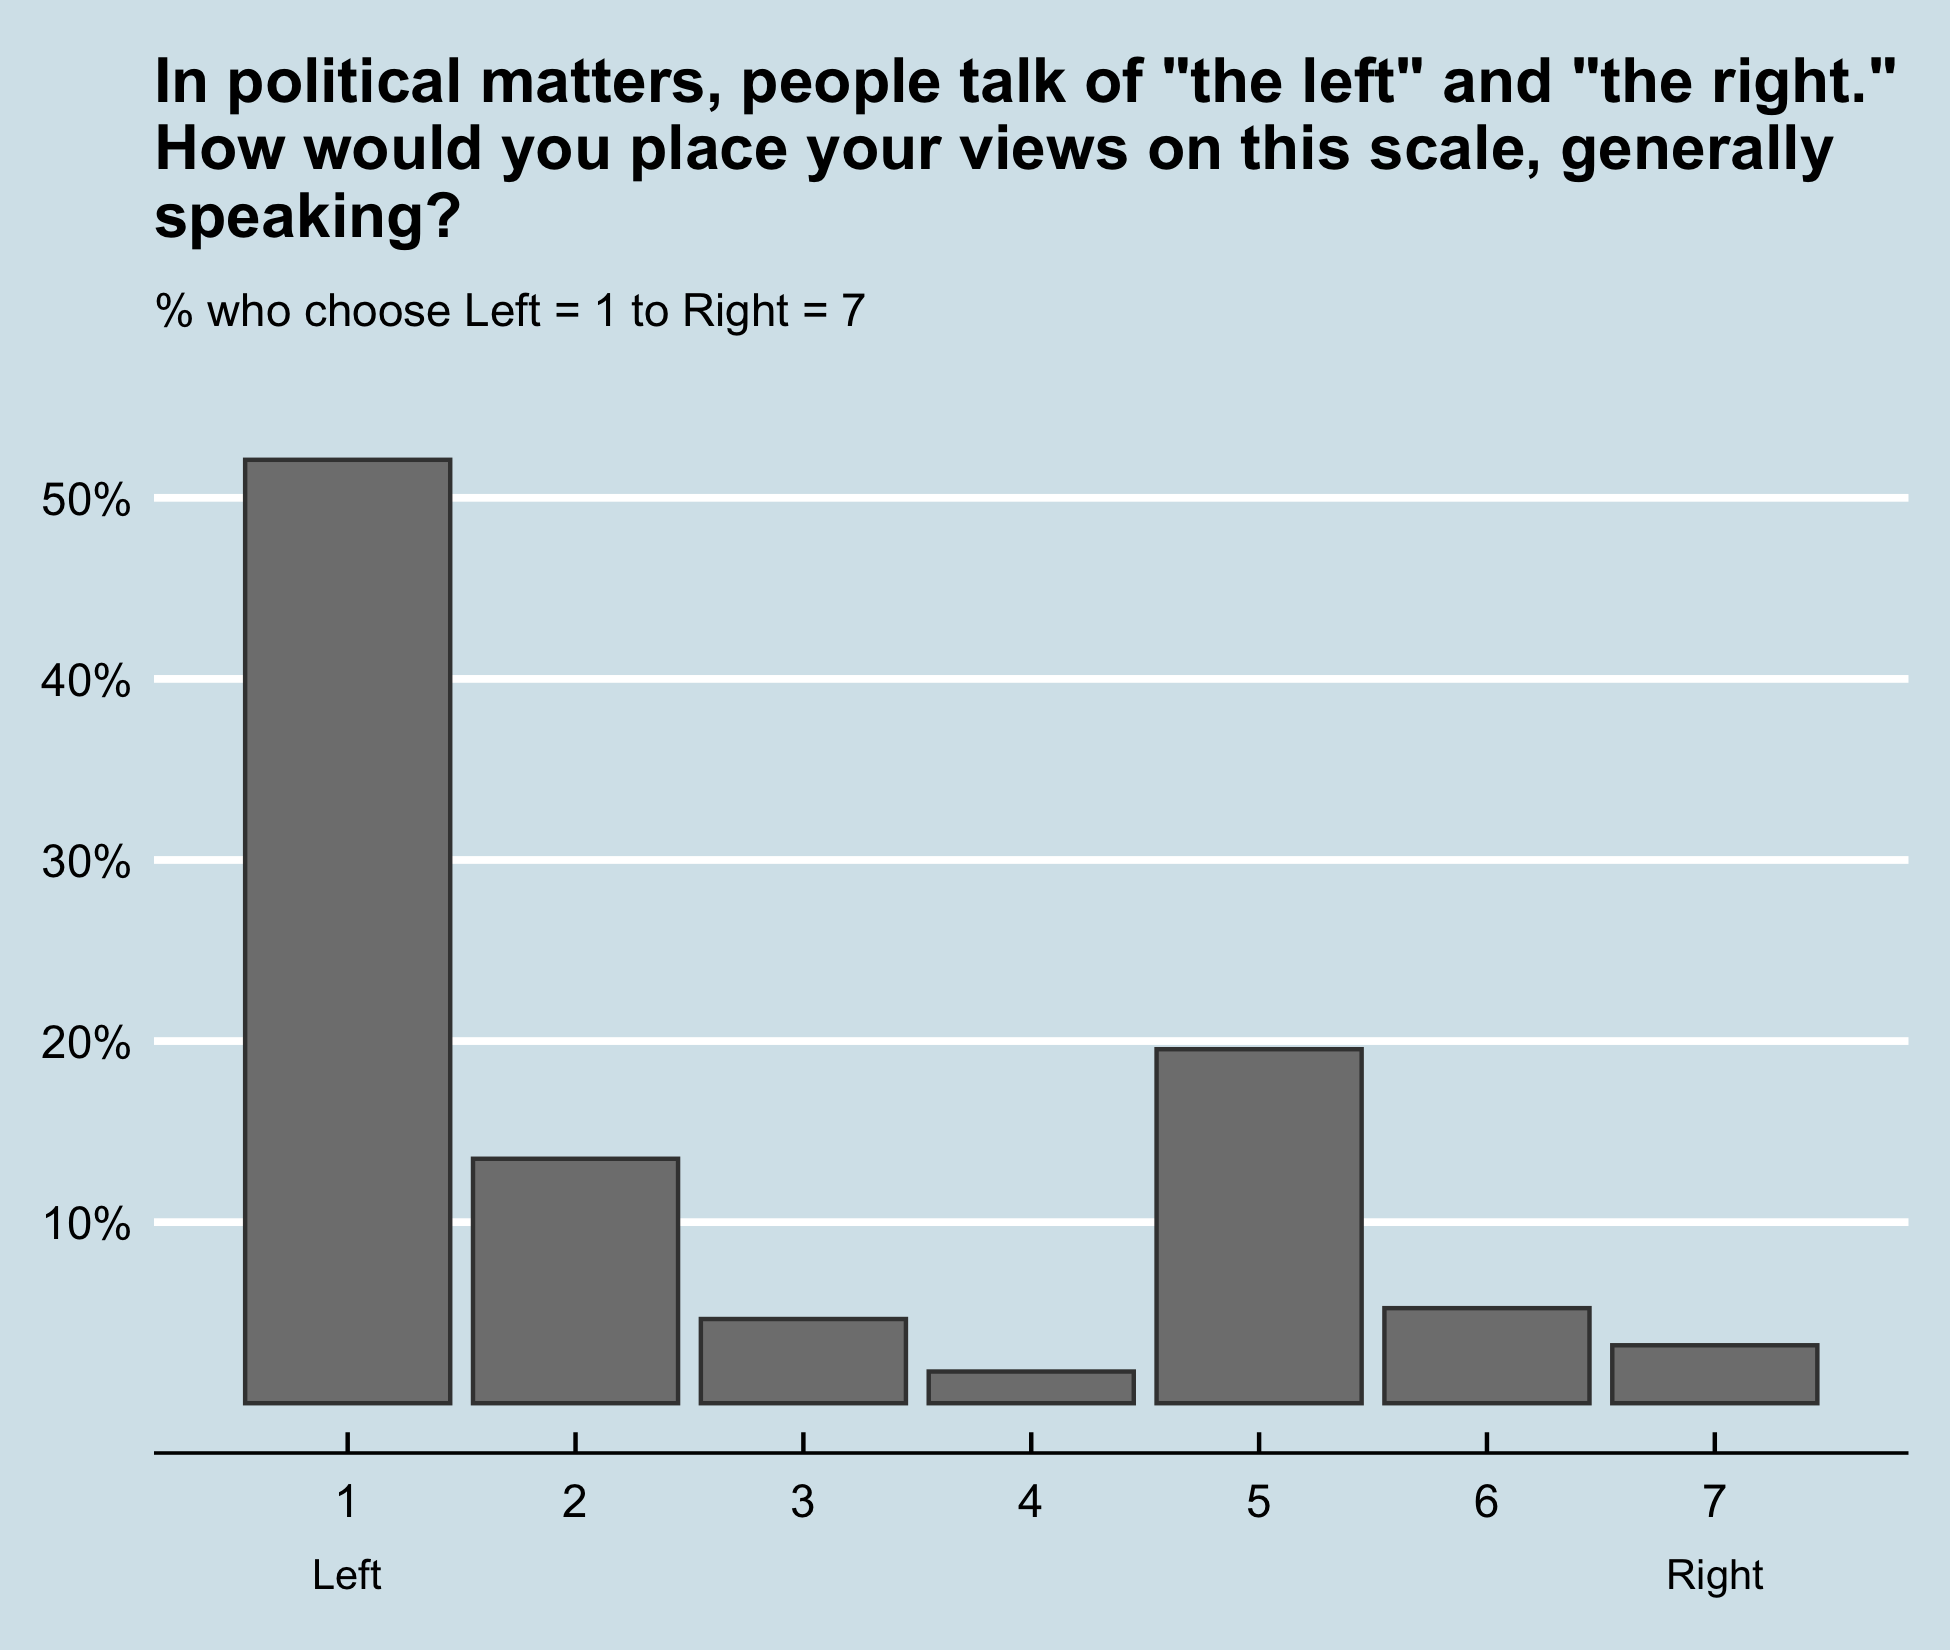 In political matters, people talk of "the left" and "the right."
How would you place your views on this scale, generally
speaking?
% who choose Left = 1 to Right = 7
50%
40%
30%
20%
10%
1 2 3 4 5 6 7
Left Right